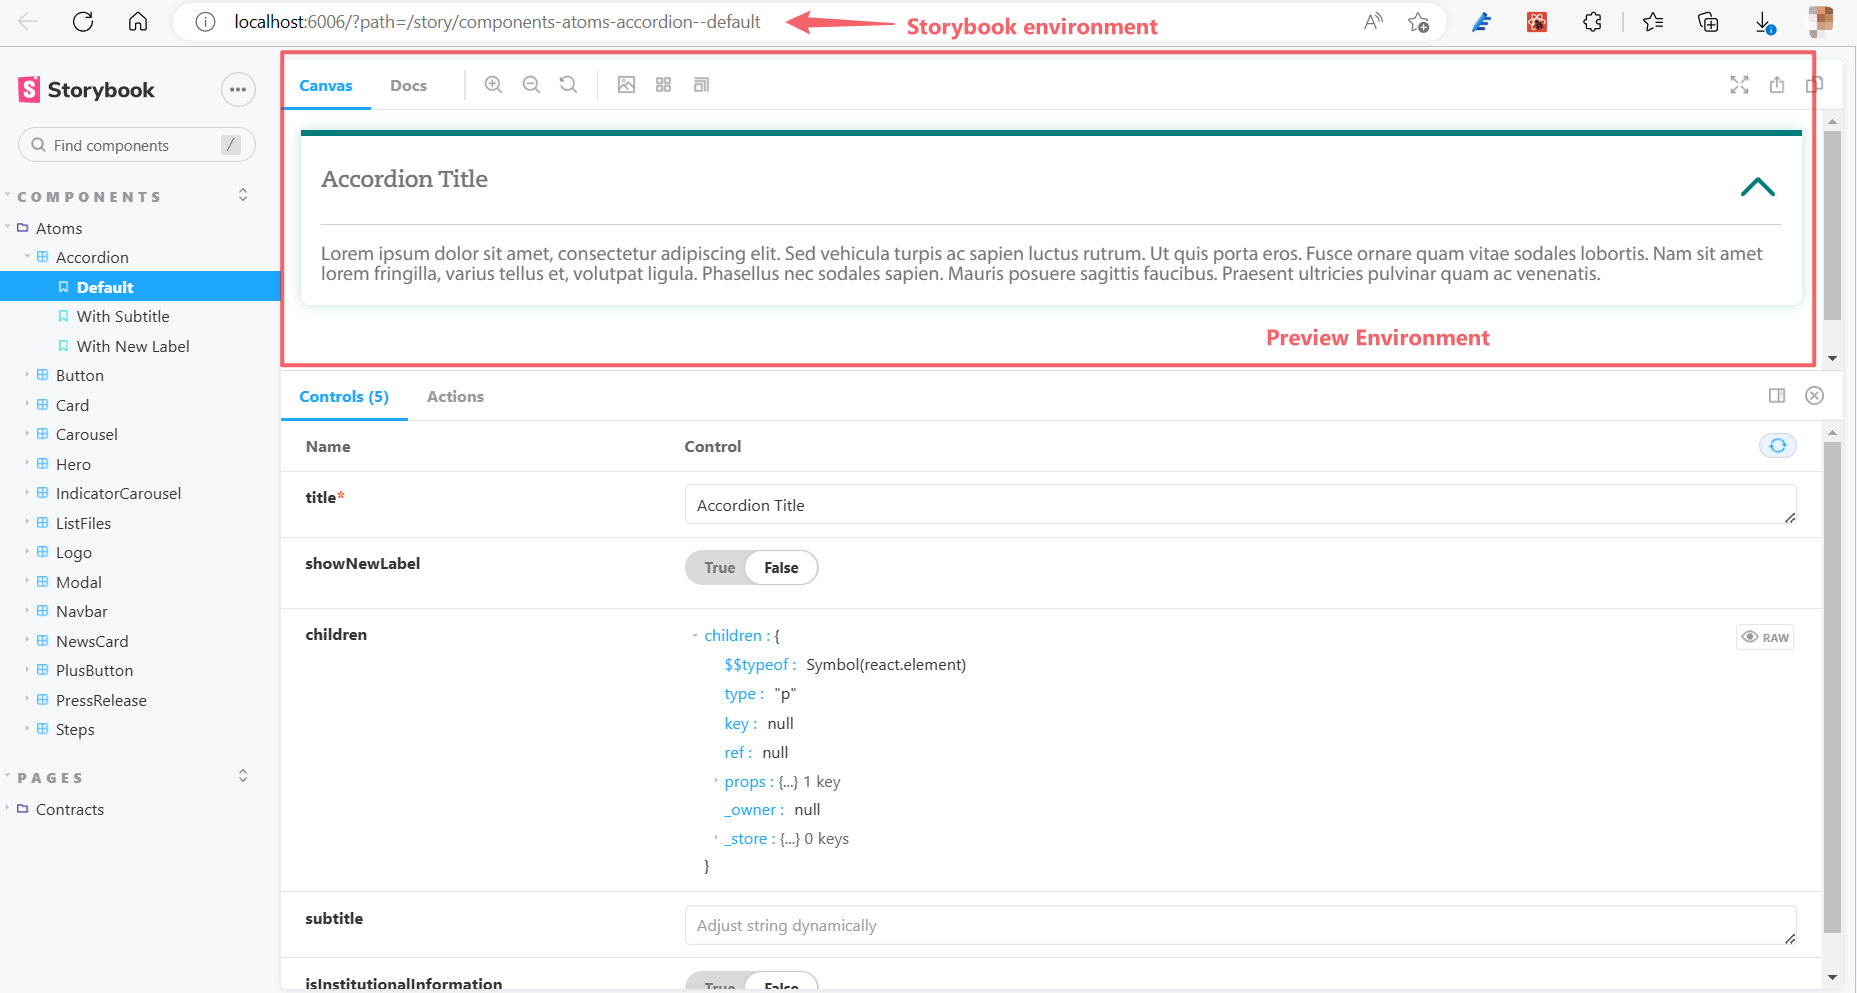 localhost:6006/?path=/story/components-atoms-accordion--default
Storybook environment
Storybook
Find components
/
COMPONENTS
Atoms
Accordion
Default
With Subtitle
With New Label
Button
Card
Carousel
Hero
IndicatorCarousel
ListFiles
Logo
Modal
Navbar
NewsCard
PlusButton
PressRelease
Steps
PAGES
Contracts
Canvas
Docs
Accordion Title
Lorem ipsum dolor sit amet, consectetur adipiscing elit. Sed vehicula turpis ac sapien luctus rutrum. Ut quis porta eros. Fusce ornare quam vitae sodales lobortis. Nam sit amet
lorem fringilla, varius tellus et, volutpat ligula. Phasellus nec sodales sapien. Mauris posuere sagittis faucibus. Praesent ultricies pulvinar quam ac venenatis.
Preview Environment
Controls (5)
Actions
Name
Control
title*
Accordion Title
showNewLabel
True False
children
children : {
$$typeof : Symbol(react.element)
type : "p"
key : null
ref : null
props : {...} 1 key
_owner : null
_store : {...} 0 keys
}
RAW
subtitle
Adjust string dynamically
isInstitutionalInformation
True False